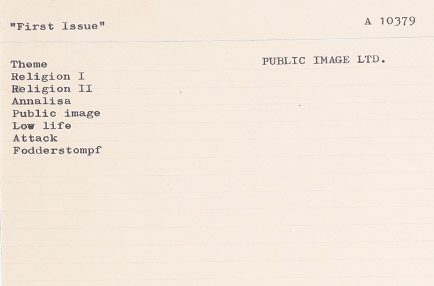 "First Issue"
A 10379
PUBLIC IMAGE LTD.
Theme
Religion I
Religion II
Annalisa
Public image
Low life
Attack
Fodderstompf